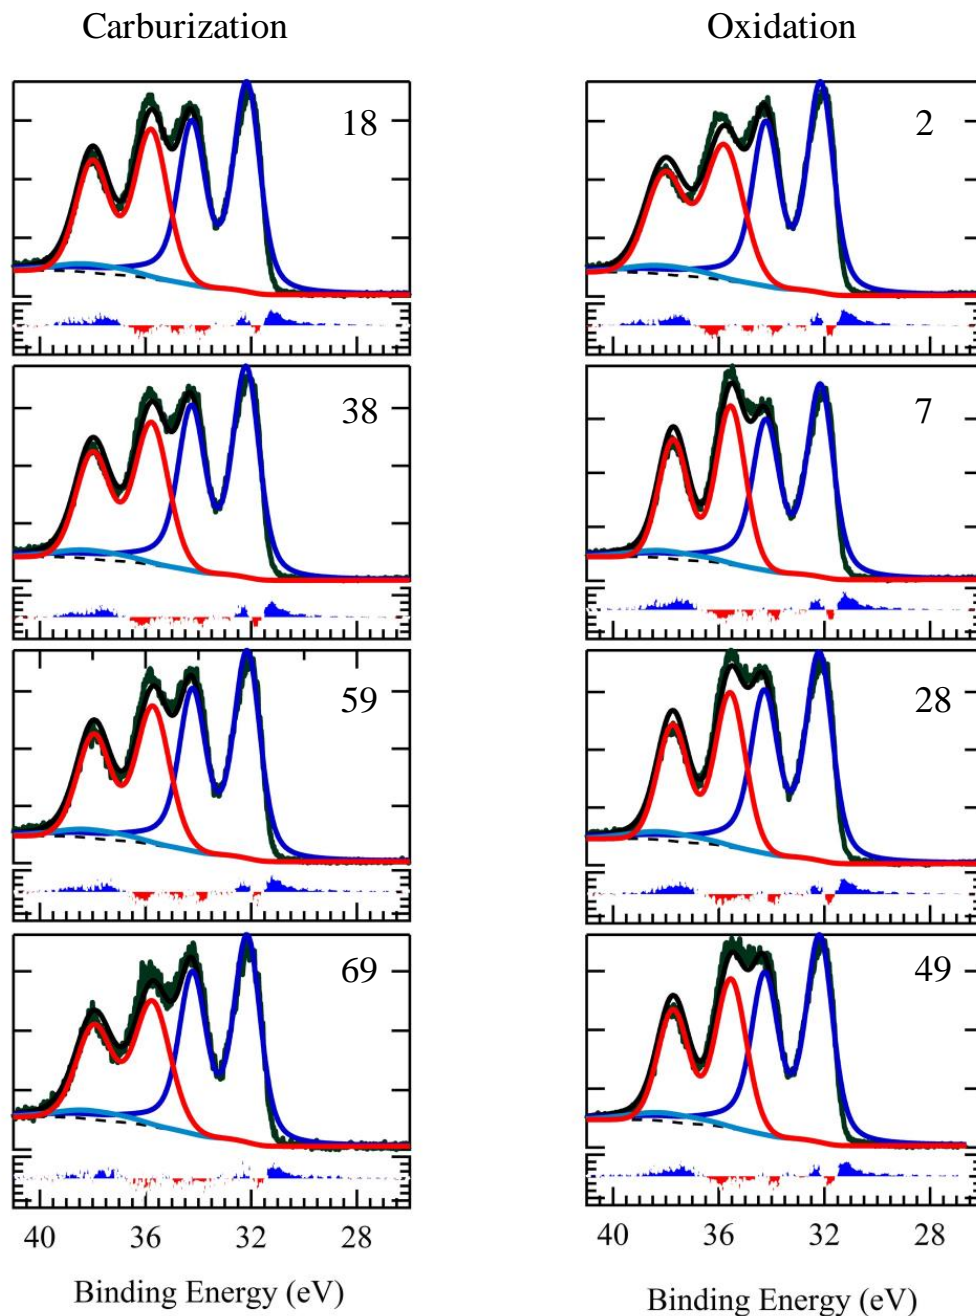 Carburization Oxidation
18 2
38 7
59 28
69 49
40 36 32 28 40 36 32 28
Binding Energy (eV) Binding Energy (eV)